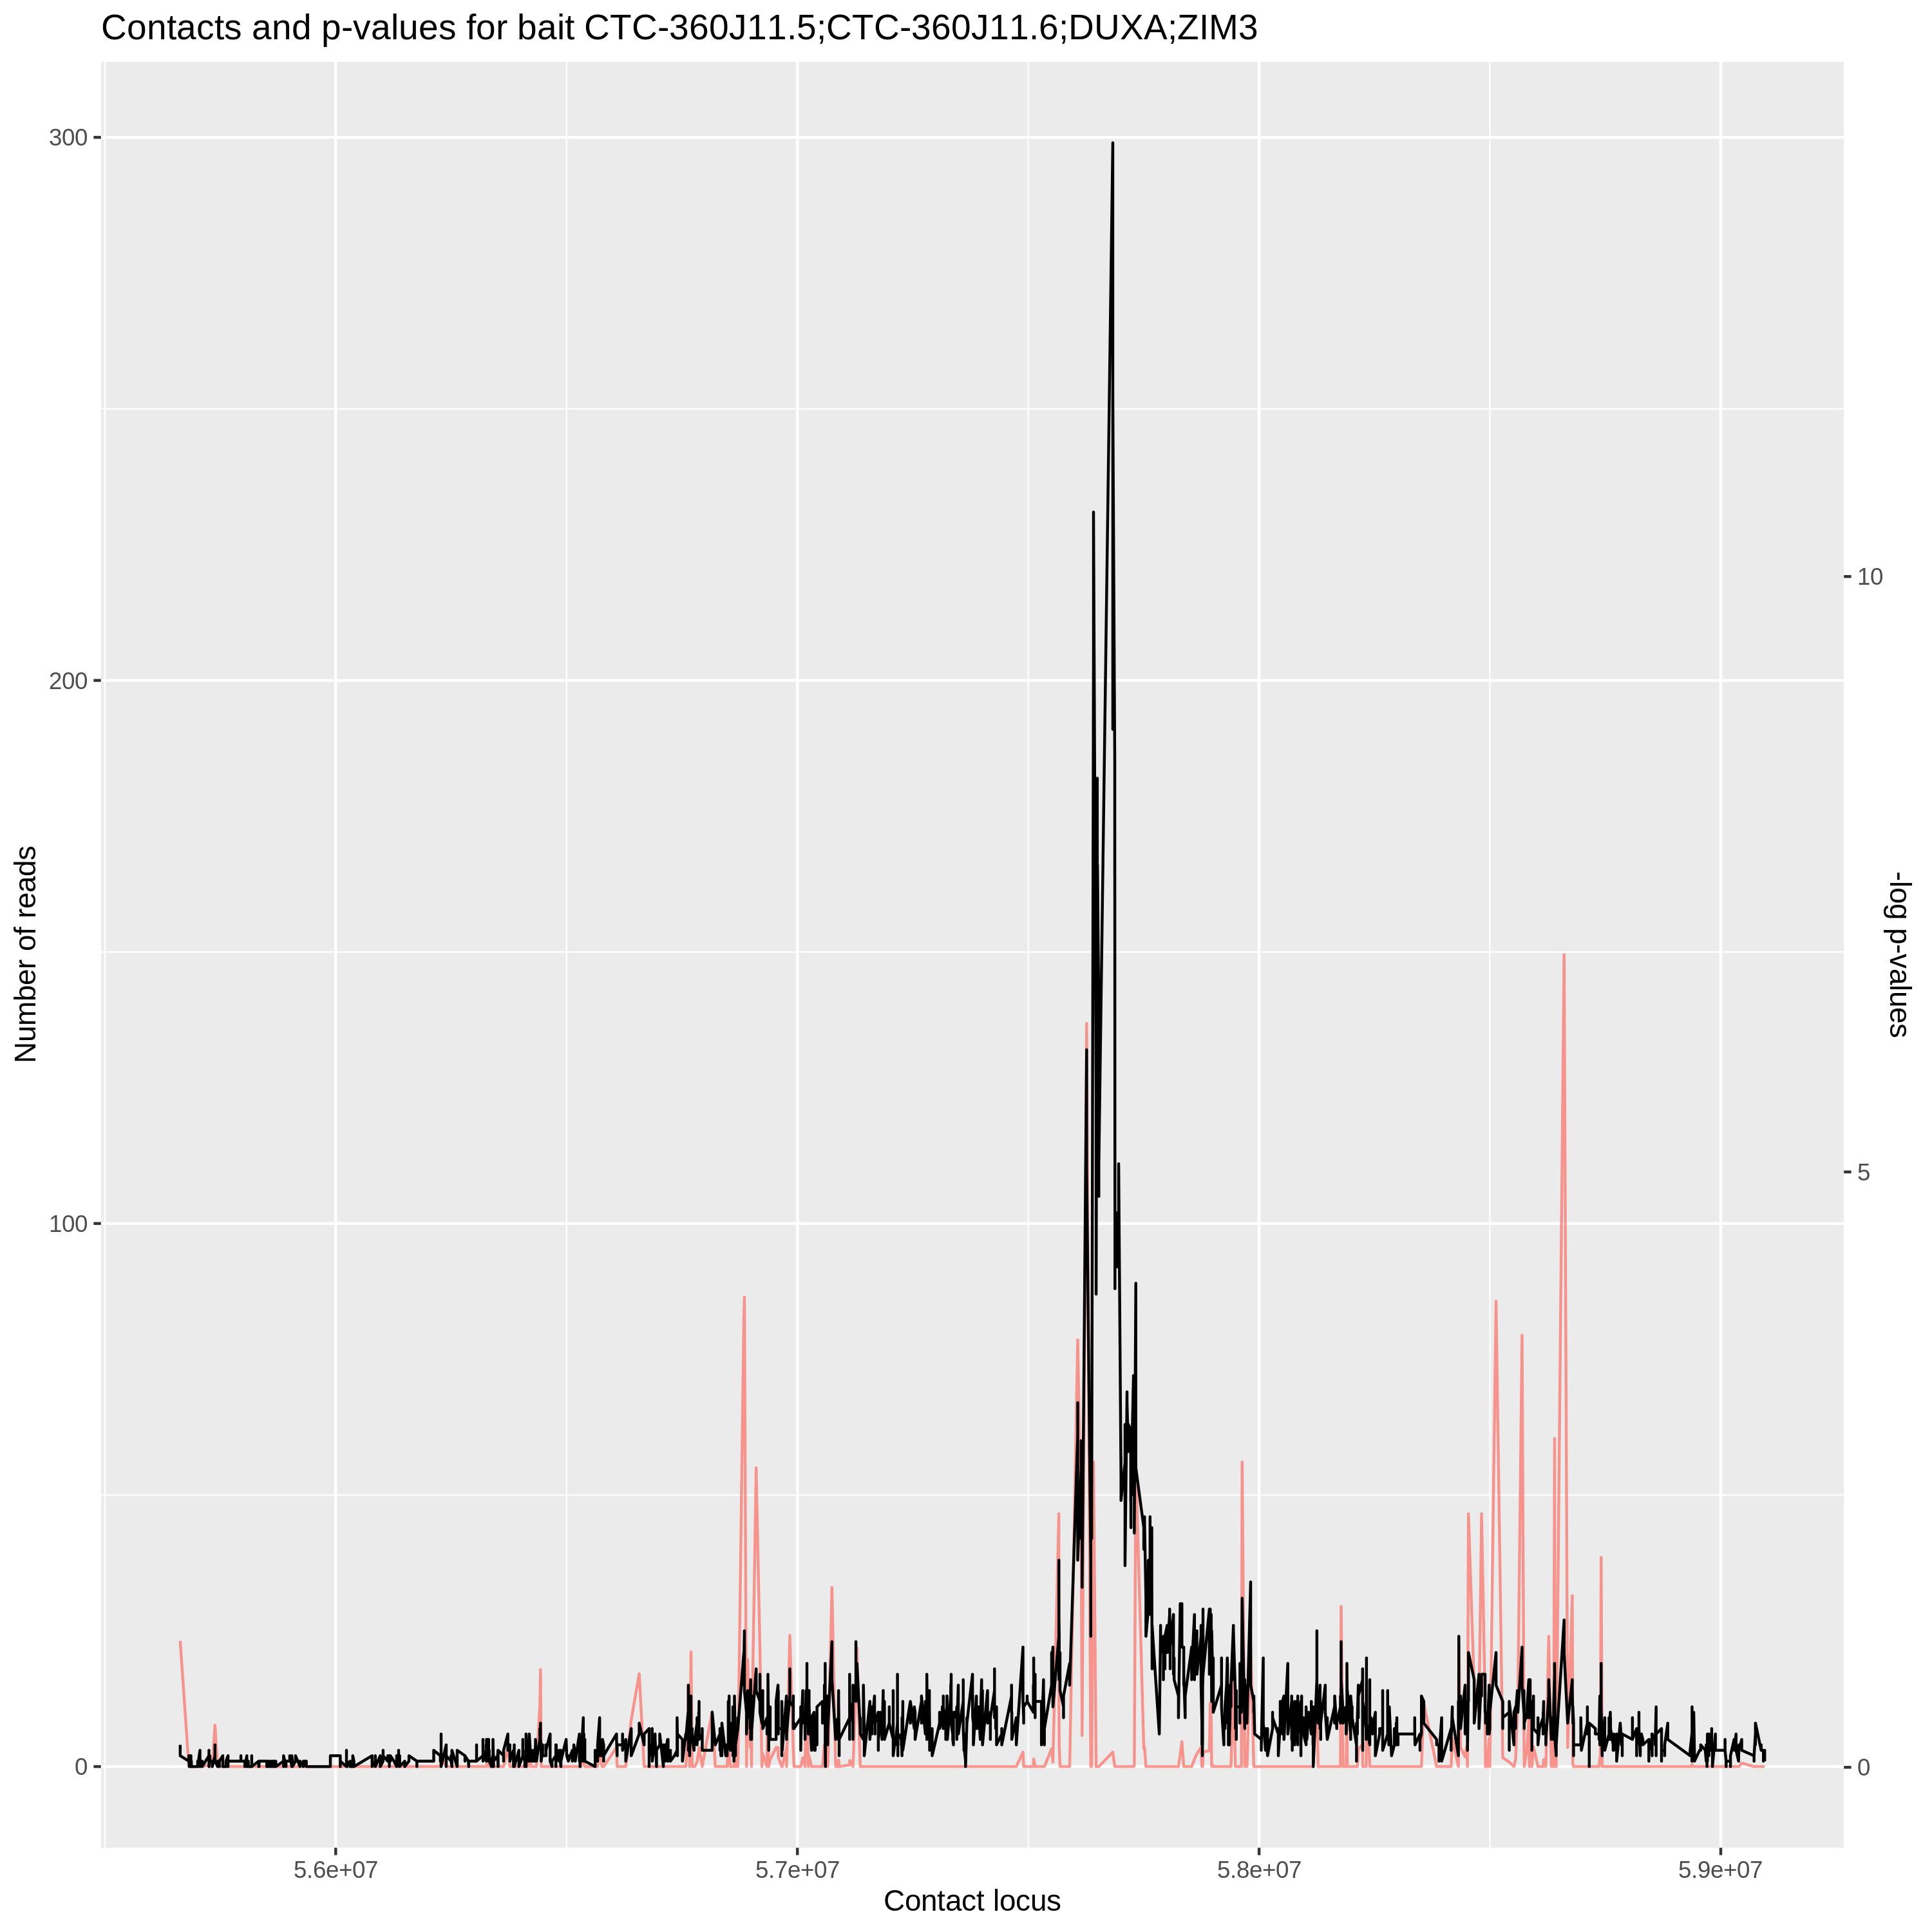 Contacts and p-values for bait CTC-360J11.5;CTC-360J11.6;DUXA;ZIM3
300
200
100
0
Number of reads
10
5
0
-log p-values
5.6e+07 5.7e+07 5.8e+07 5.9e+07
Contact locus